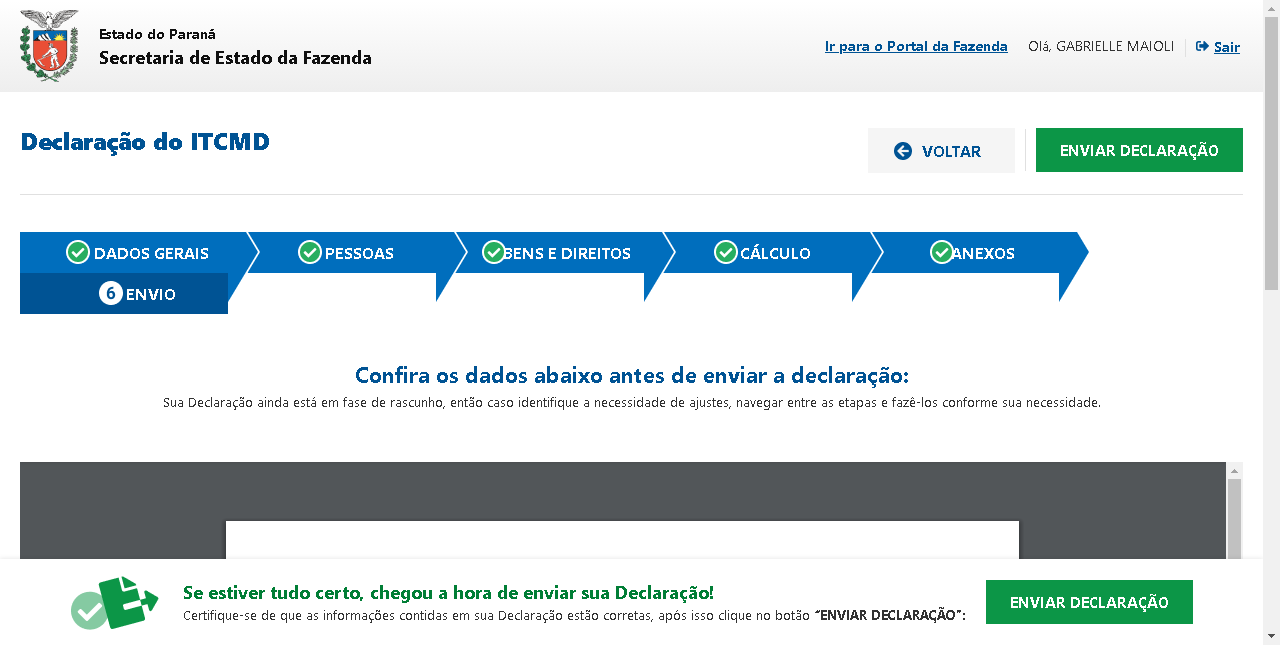 Estado do Paraná
Secretaria de Estado da Fazenda
Ir para o Portal da Fazenda
Olá, GABRIELLE MAIOLI
Sair
Declaração do ITCMD
VOLTAR
ENVIAR DECLARAÇÃO
DADOS GERAIS
PESSOAS
BENS E DIREITOS
CÁLCULO
ANEXOS
6 ENVIO
Confira os dados abaixo antes de enviar a declaração:
Sua Declaração ainda está em fase de rascunho, então caso identifique a necessidade de ajustes, navegar entre as etapas e fazê-los conforme sua necessidade.
Se estiver tudo certo, chegou a hora de enviar sua Declaração!
Certifique-se de que as informações contidas em sua Declaração estão corretas, após isso clique no botão “ENVIAR DECLARAÇÃO”:
ENVIAR DECLARAÇÃO